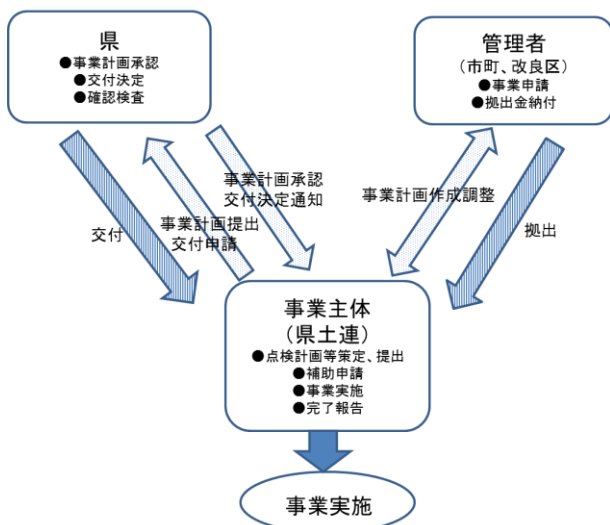 県
●事業計画承認
●交付決定
●確認検査
管理者
（市町、改良区）
●事業申請
●拠出金納付
事業計画承認
交付決定通知
事業計画作成調整
交付
事業計画提出
交付申請
拠出
事業主体
（県土連）
●点検計画等策定、提出
●補助申請
●事業実施
●完了報告
事業実施